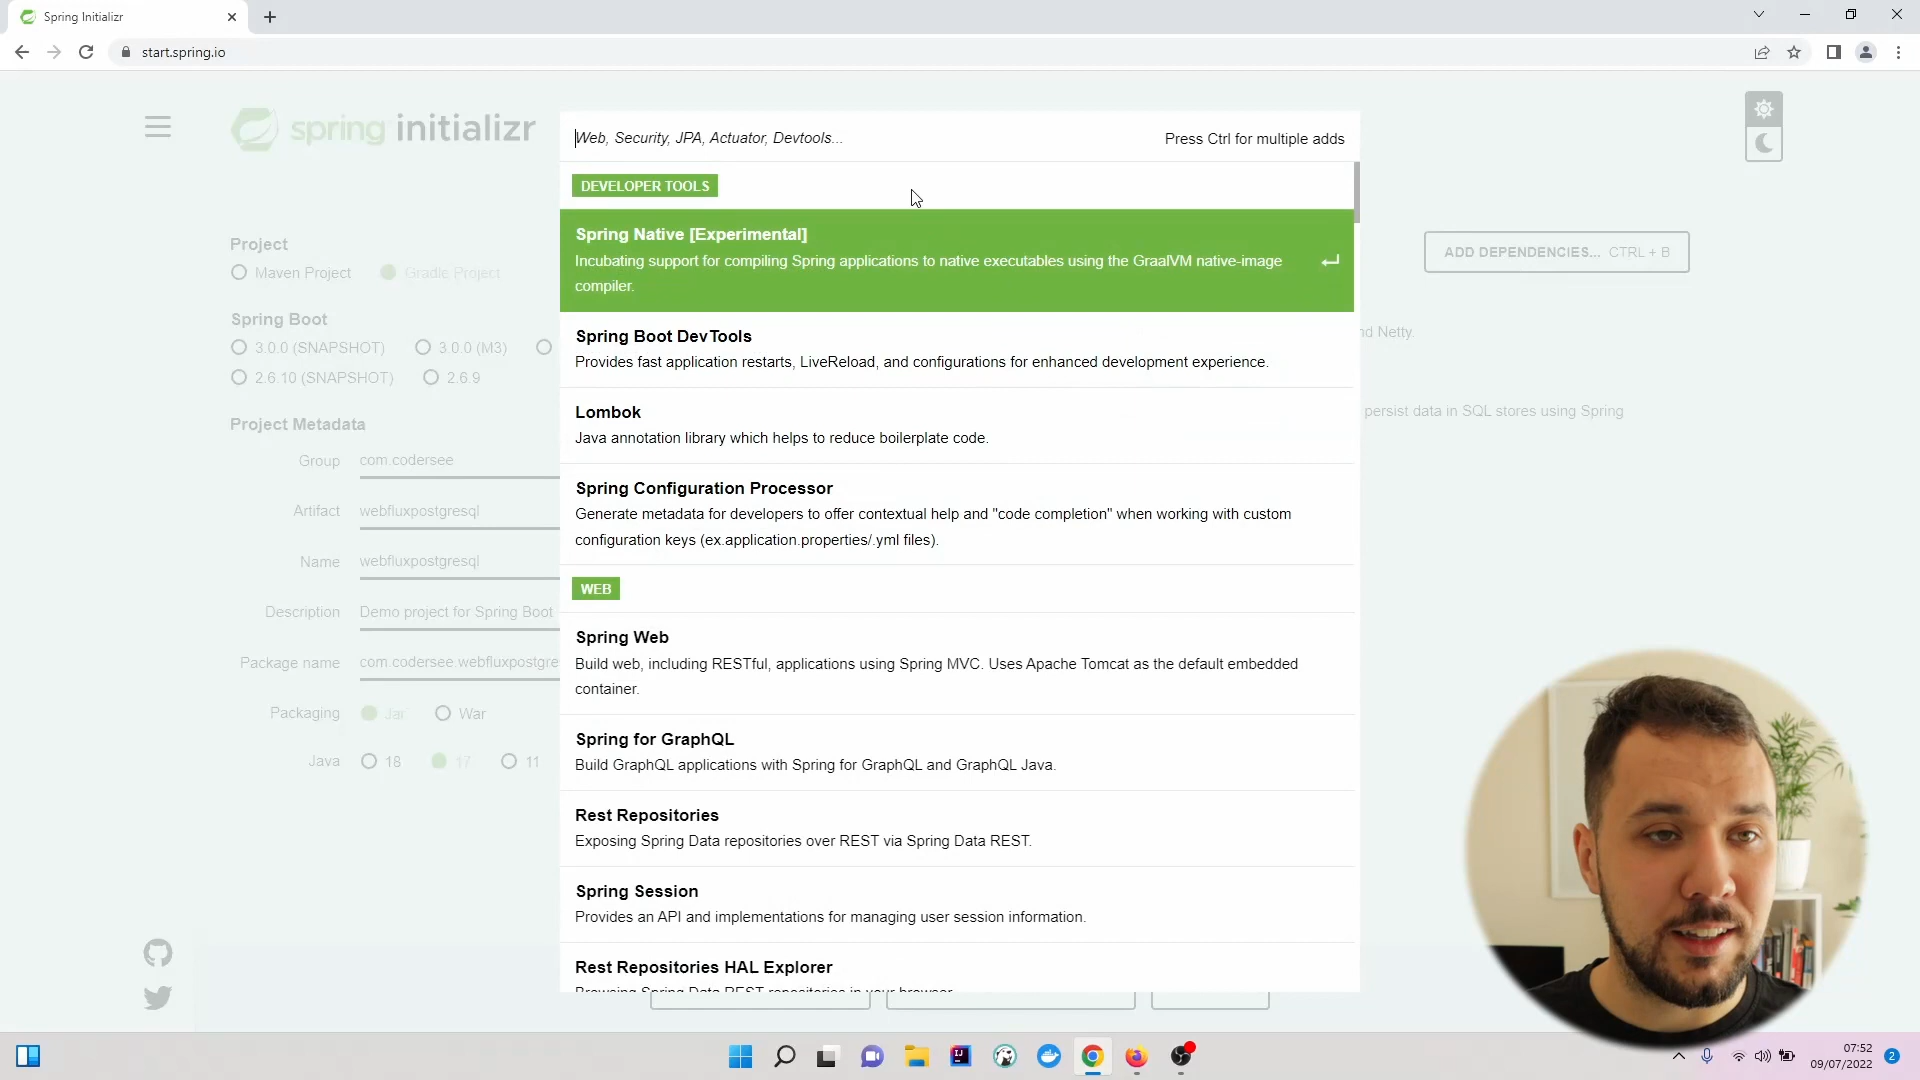 Spring Initializr
start.spring.io
spring initializr
Web, Security, JPA, Actuator, Devtools...
Press Ctrl for multiple adds
DEVELOPER TOOLS
Spring Native [Experimental]
Incubating support for compiling Spring applications to native executables using the GraalVM native-image
compiler.
Spring Boot DevTools
Provides fast application restarts, LiveReload, and configurations for enhanced development experience.
Lombok
Java annotation library which helps to reduce boilerplate code.
Spring Configuration Processor
Generate metadata for developers to offer contextual help and "code completion" when working with custom
configuration keys (ex.application.properties/.yml files).
WEB
Spring Web
Build web, including RESTful, applications using Spring MVC. Uses Apache Tomcat as the default embedded
container.
Spring for GraphQL
Build GraphQL applications with Spring for GraphQL and GraphQL Java.
Rest Repositories
Exposing Spring Data repositories over REST via Spring Data REST.
Spring Session
Provides an API and implementations for managing user session information.
Rest Repositories HAL Explorer
Browsing Spring Data REST repositories in your browser.
Project
Maven Project Gradle Project
Spring Boot
3.0.0 (SNAPSHOT) 3.0.0 (M3)
2.6.10 (SNAPSHOT) 2.6.9
Project Metadata
Group com.codersee
Artifact webfluxpostgresql
Name webfluxpostgresql
Description Demo project for Spring Boot
Package name com.codersee.webfluxpostgre
Packaging Jar War
Java 18 17 11
ADD DEPENDENCIES... CTRL + B
nd Netty.
persist data in SQL stores using Spring
07:52
09/07/2022
2